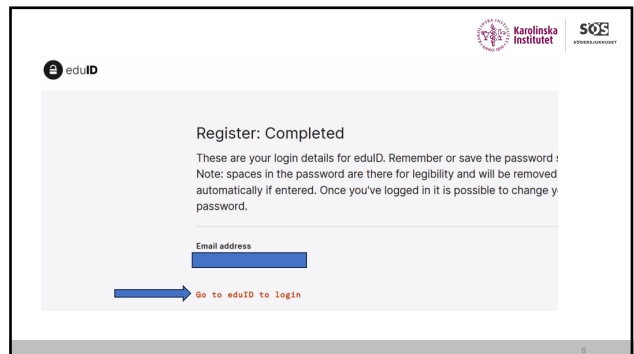 Karolinska
Institutet
SÖS
SÖDERSJUKHUSET
eduID
Register: Completed
These are your login details for eduID. Remember or save the password
Note: spaces in the password are there for legibility and will be removed
automatically if entered. Once you've logged in it is possible to change
password.
Email address
Go to eduID to login
8